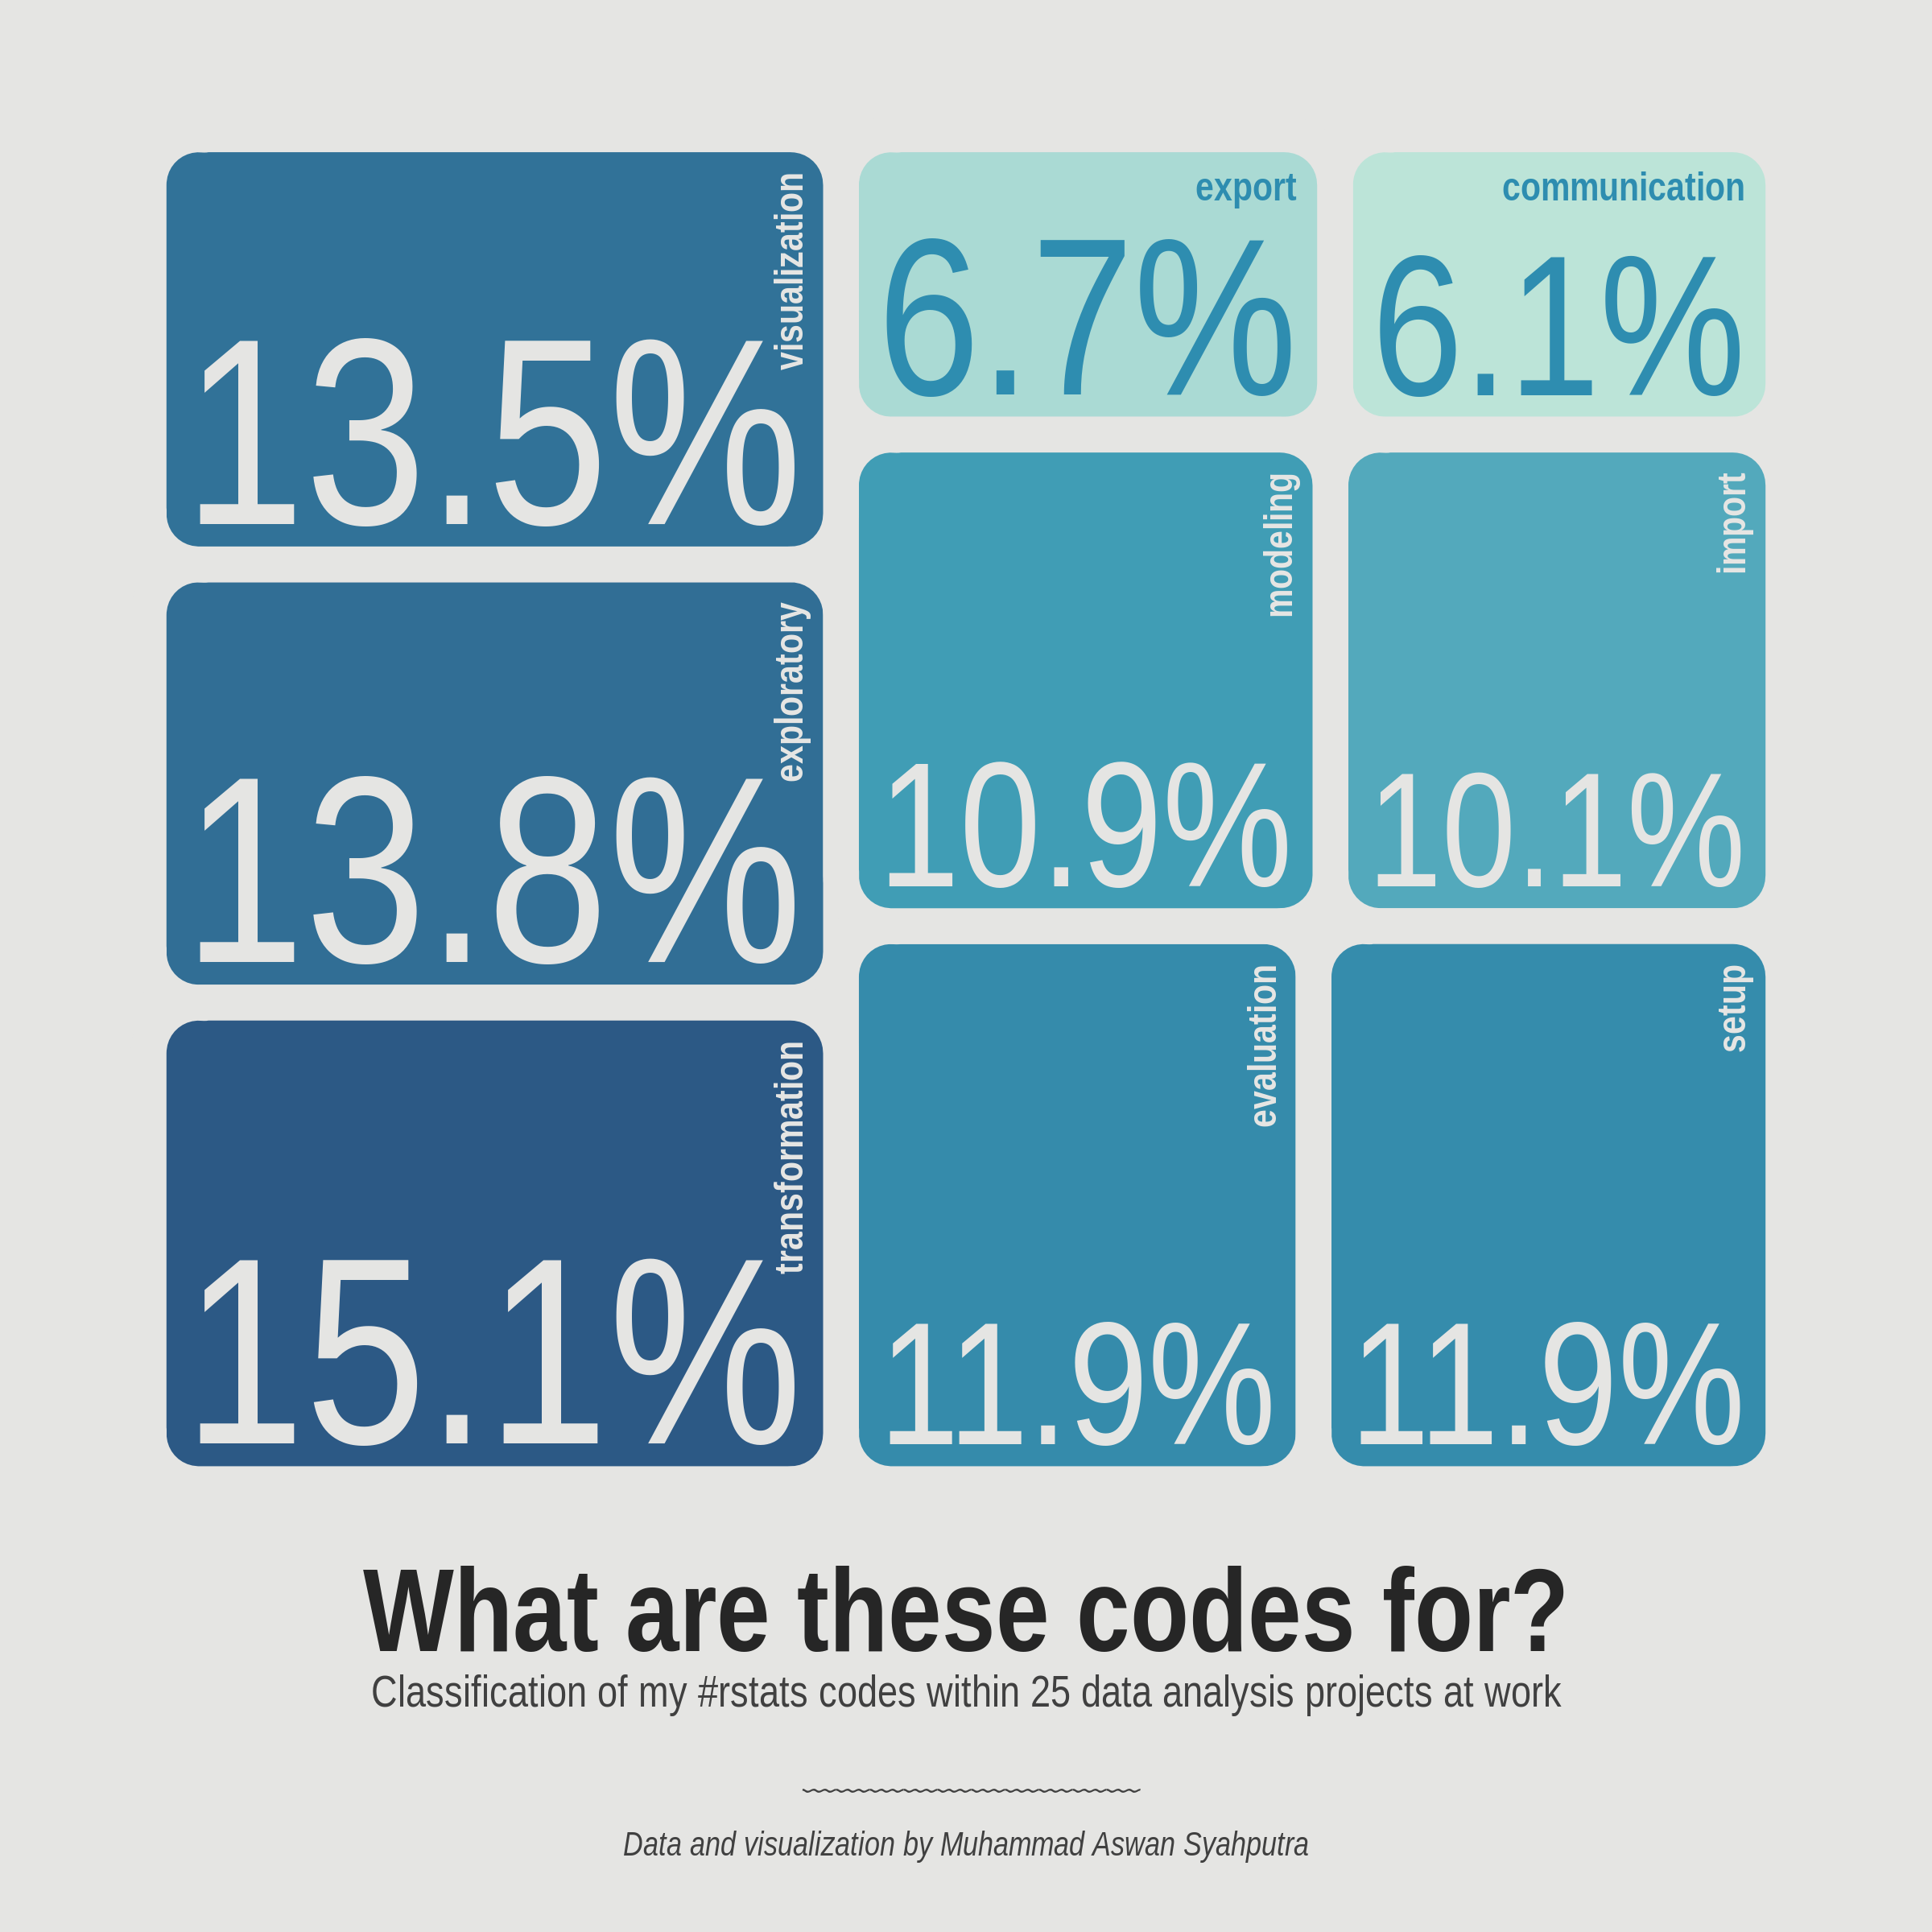 visualization
13.5%
export
6.7%
communication
6.1%
exploratory
13.8%
modeling
10.9%
import
10.1%
transformation
15.1%
evaluation
11.9%
setup
11.9%
What are these codes for?
Classification of my #rstats codes within 25 data analysis projects at work
Data and visualization by Muhammad Aswan Syahputra